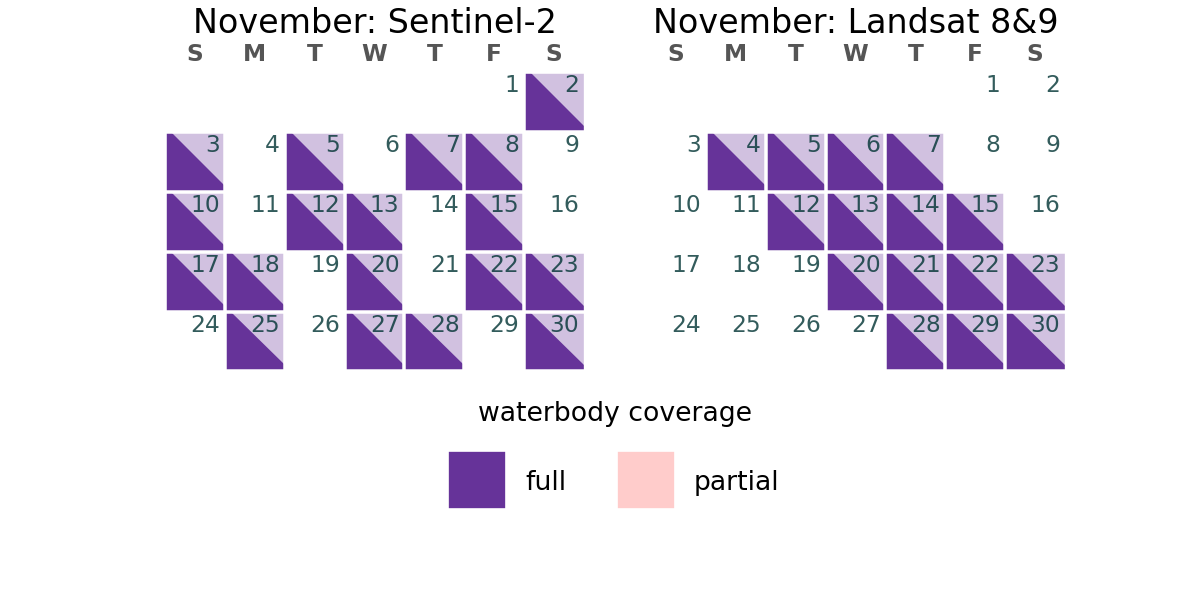 November: Sentinel-2
S M T W T F S
1 2
3 4 5 6 7 8 9
10 11 12 13 14 15 16
17 18 19 20 21 22 23
24 25 26 27 28 29 30
November: Landsat 8&9
S M T W T F S
1 2
3 4 5 6 7 8 9
10 11 12 13 14 15 16
17 18 19 20 21 22 23
24 25 26 27 28 29 30
waterbody coverage
full partial